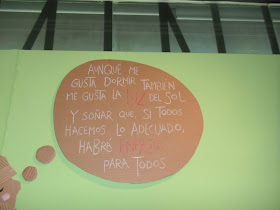 AUNQUE ME
GUSTA DORMIR TAMBIÉN
ME GUSTA LA LUZ DEL SOL
Y SOÑAR QUE, SI TODOS
HACEMOS LO ADECUADO,
HABRÁ ENERGÍA
PARA TODOS